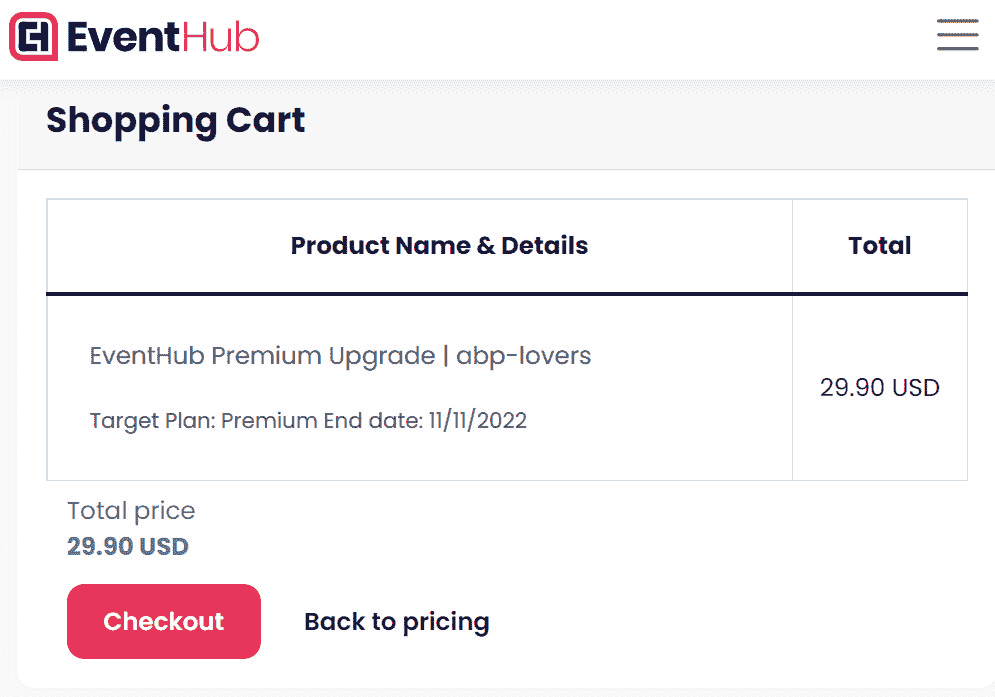 EventHub
Shopping Cart
Product Name & Details
Total
EventHub Premium Upgrade | abp-lovers
Target Plan: Premium End date: 11/11/2022
29.90 USD
Total price
29.90 USD
Checkout
Back to pricing